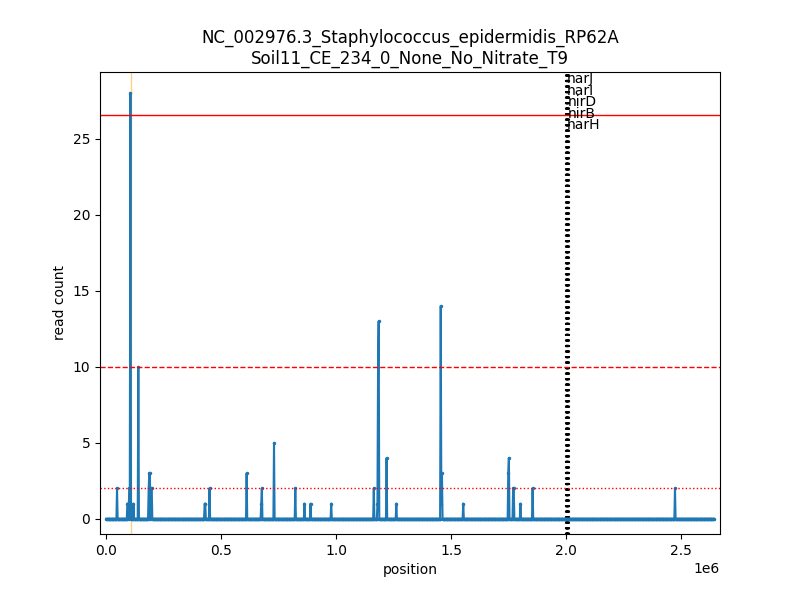 NC_002976.3_Staphylococcus_epidermidis_RP62A
Soil11_CE_234_0_None_No_Nitrate_T9
narJ
narI
nirD
nirB
narH
25
20
15
10
5
0
read count
0.0 0.5 1.0 1.5 2.0 2.5
1e6
position